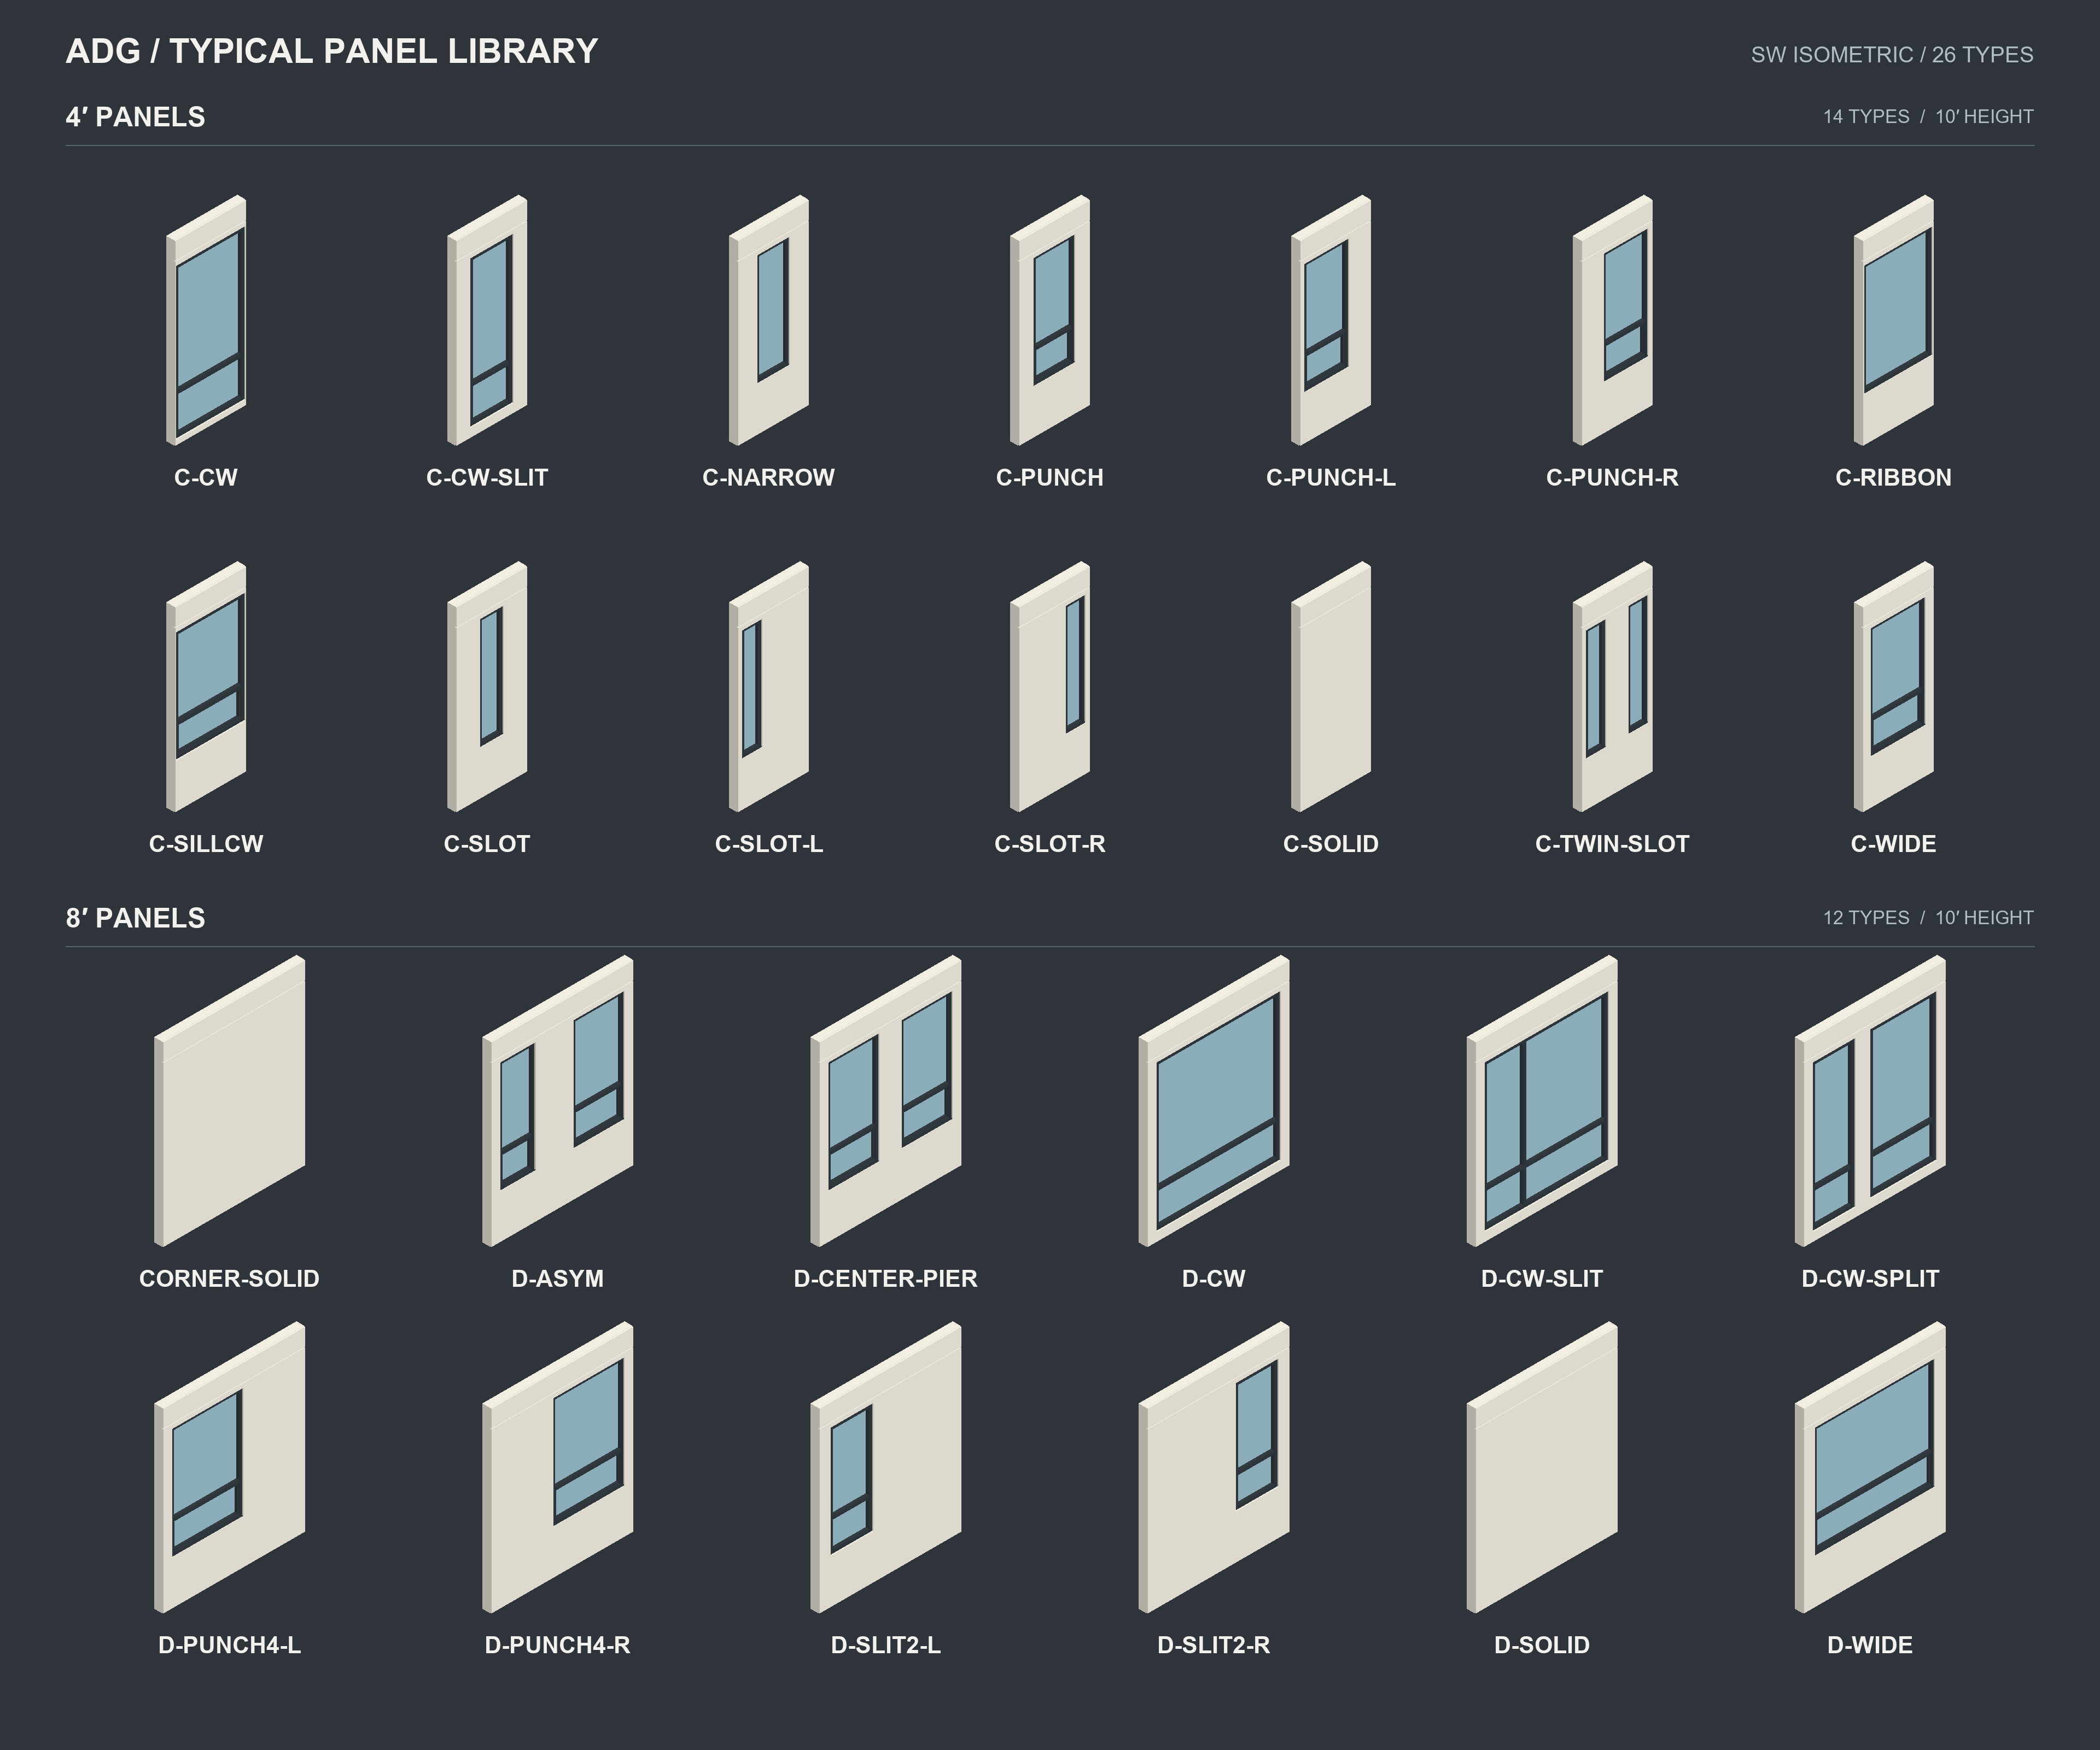 ADG / TYPICAL PANEL LIBRARY
SW ISOMETRIC / 26 TYPES
4′ PANELS
14 TYPES / 10′ HEIGHT
C-CW
C-CW-SLIT
C-NARROW
C-PUNCH
C-PUNCH-L
C-PUNCH-R
C-RIBBON
C-SILLCW
C-SLOT
C-SLOT-L
C-SLOT-R
C-SOLID
C-TWIN-SLOT
C-WIDE
8′ PANELS
12 TYPES / 10′ HEIGHT
CORNER-SOLID
D-ASYM
D-CENTER-PIER
D-CW
D-CW-SLIT
D-CW-SPLIT
D-PUNCH4-L
D-PUNCH4-R
D-SLIT2-L
D-SLIT2-R
D-SOLID
D-WIDE